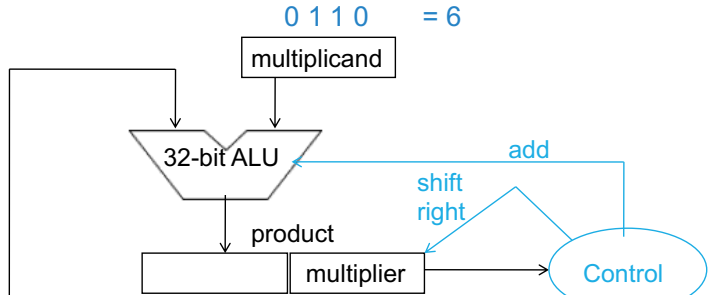 0 1 1 0 = 6
multiplicand
32-bit ALU
add
shift
right
product
multiplier
Control